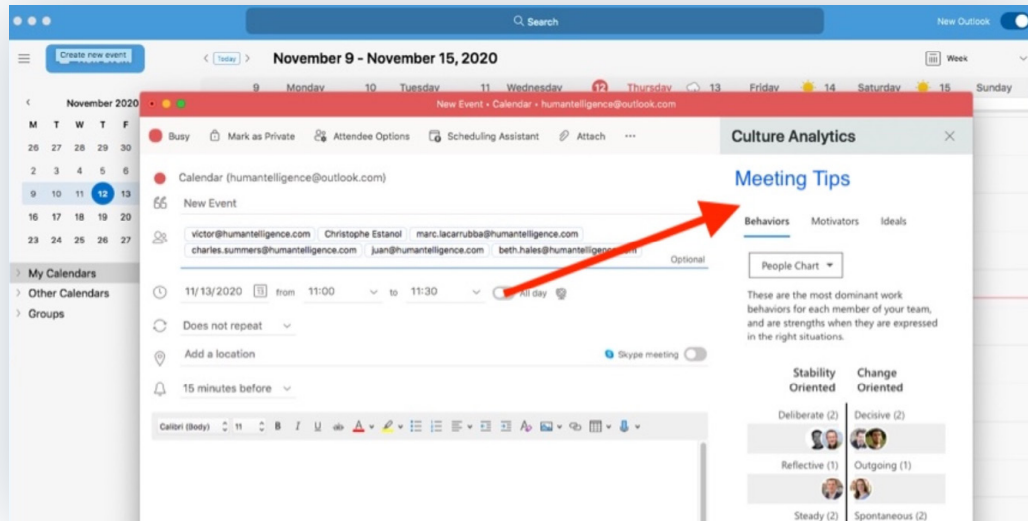 Search
New Outlook
Create new event
Today
November 9 - November 15, 2020
Week
9 Monday 10 Tuesday 11 Wednesday 12 Thursday 13 Friday 14 Saturday 15 Sunday
November 2020
M T W T F
26 27 28 29 30
2 3 4 5 6
9 10 11 12 13
16 17 18 19 20
23 24 25 26 27
My Calendars
Other Calendars
Groups
New Event • Calendar • humantelligence@outlook.com
Busy Mark as Private Attendee Options Scheduling Assistant Attach ...
Calendar (humantelligence@outlook.com)
New Event
victor@humantelligence.com Christophe Estanol marc.lacarrubba@humantelligence.com
charles.summers@humantelligence.com juan@humantelligence.com
Optional
11/13/2020 from 11:00 to 11:30 All day
Does not repeat
Add a location
Skype meeting
15 minutes before
Calibri (Body) 11 B I U ab A
Culture Analytics
Meeting Tips
Behaviors Motivators Ideals
People Chart
These are the most dominant work
behaviors for each member of your team,
and are strengths when they are expressed
in the right situations.
Stability Change
Oriented Oriented
Deliberate (2) Decisive (2)
Reflective (1) Outgoing (1)
Steady (2) Spontaneous (2)